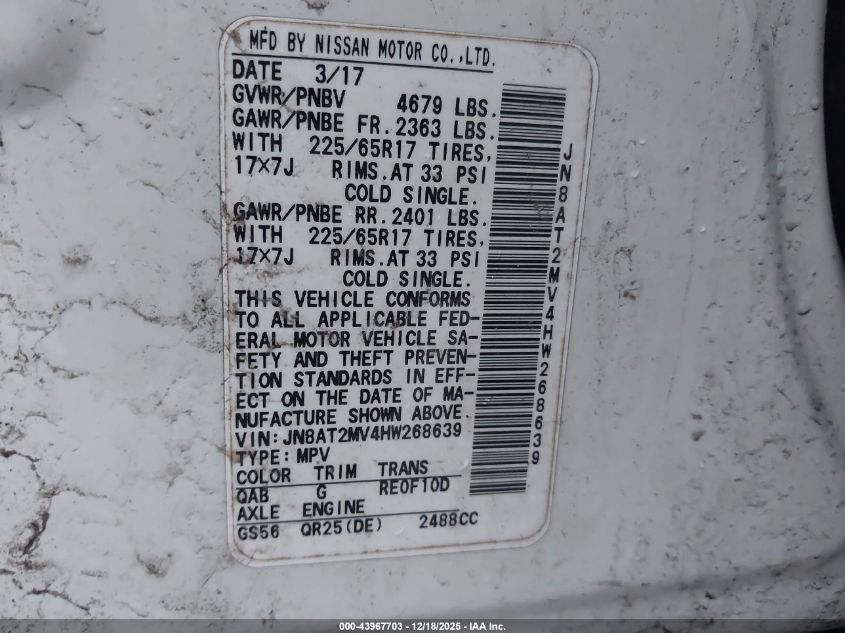 MFD BY NISSAN MOTOR CO.,LTD.
DATE 3/17
GVWR/PNBV 4679 LBS.
GAWR/PNBE FR. 2363 LBS.
WITH 225/65R17 TIRES,
17×7J RIMS. AT 33 PSI
COLD SINGLE.
GAWR/PNBE RR. 2401 LBS.
WITH 225/65R17 TIRES,
17×7J RIMS. AT 33 PSI
COLD SINGLE.
THIS VEHICLE CONFORMS
TO ALL APPLICABLE FED-
ERAL MOTOR VEHICLE SA-
FETY AND THEFT PREVEN-
TION STANDARDS IN EFF-
ECT ON THE DATE OF MA-
NUFACTURE SHOWN ABOVE.
VIN: JN8AT2MV4HW268639
TYPE: MPV
COLOR TRIM TRANS
QAB G RE0F10D
AXLE ENGINE
GS56 QR25(DE) 2488CC
JN8AT2MV4HW268639
000-43967703 - 12/18/2025 - IAA Inc.